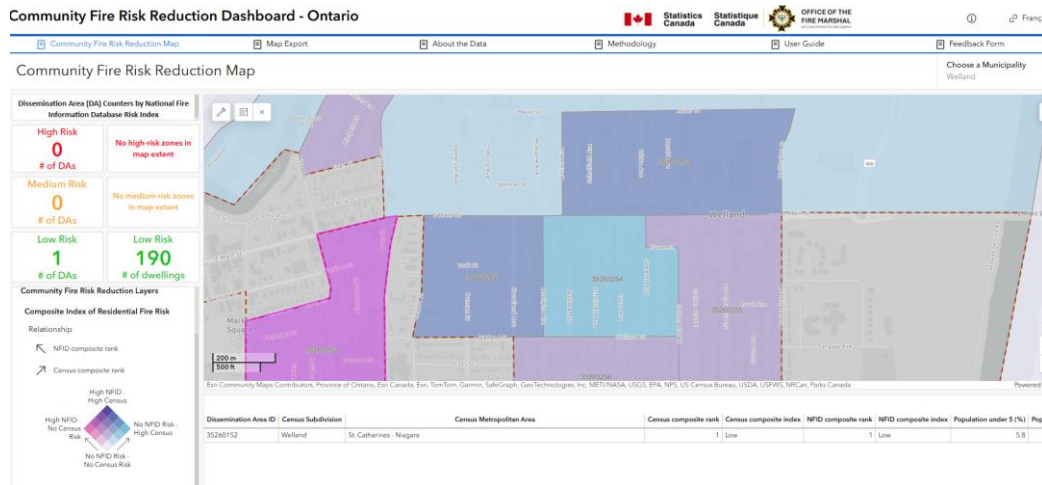 Community Fire Risk Reduction Dashboard - Ontario
Statistics Canada
Statistique Canada
OFFICE OF THE
FIRE MARSHAL
Franç
Community Fire Risk Reduction Map
Map Export
About the Data
Methodology
User Guide
Feedback Form
Community Fire Risk Reduction Map
Choose a Municipality
Welland
Dissemination Area (DA) Counters by National Fire
Information Database Risk Index
High Risk
0
# of DAs
No high-risk zones in
map extent
Medium Risk
0
# of DAs
No medium-risk zones
in map extent
Low Risk
1
# of DAs
Low Risk
190
# of dwellings
Community Fire Risk Reduction Layers
Composite Index of Residential Fire Risk
Relationship
NFID composite rank
Census composite rank
High NFID -
High Census
High NFID -
No Census
Risk
No NFID Risk -
High Census
No NFID Risk -
No Census Risk
Spencer St
Welland
35260254
Mark
Square
200 m
500 ft
Esri Community Maps Contributors, Province of Ontario, Esri Canada, Esri, TomTom, Garmin, SafeGraph, GeoTechnologies, Inc, METI/NASA, USGS, EPA, NPS, US Census Bureau, USDA, USFWS, NRCan, Parks Canada
Powered
Dissemination Area ID
Census Subdivision
Census Metropolitan Area
Census composite rank
Census composite index
NFID composite rank
NFID composite index
Population under 5 (%)
Pop
35260152
Welland
St. Catharines - Niagara
1
Low
1
Low
5.8